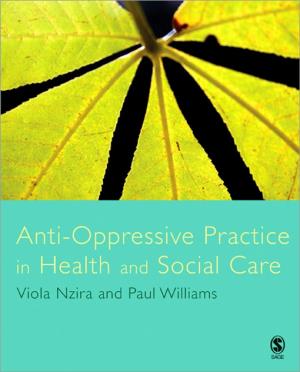 Anti-Oppressive Practice
in Health and Social Care
Viola Nzira and Paul Williams
SAGE